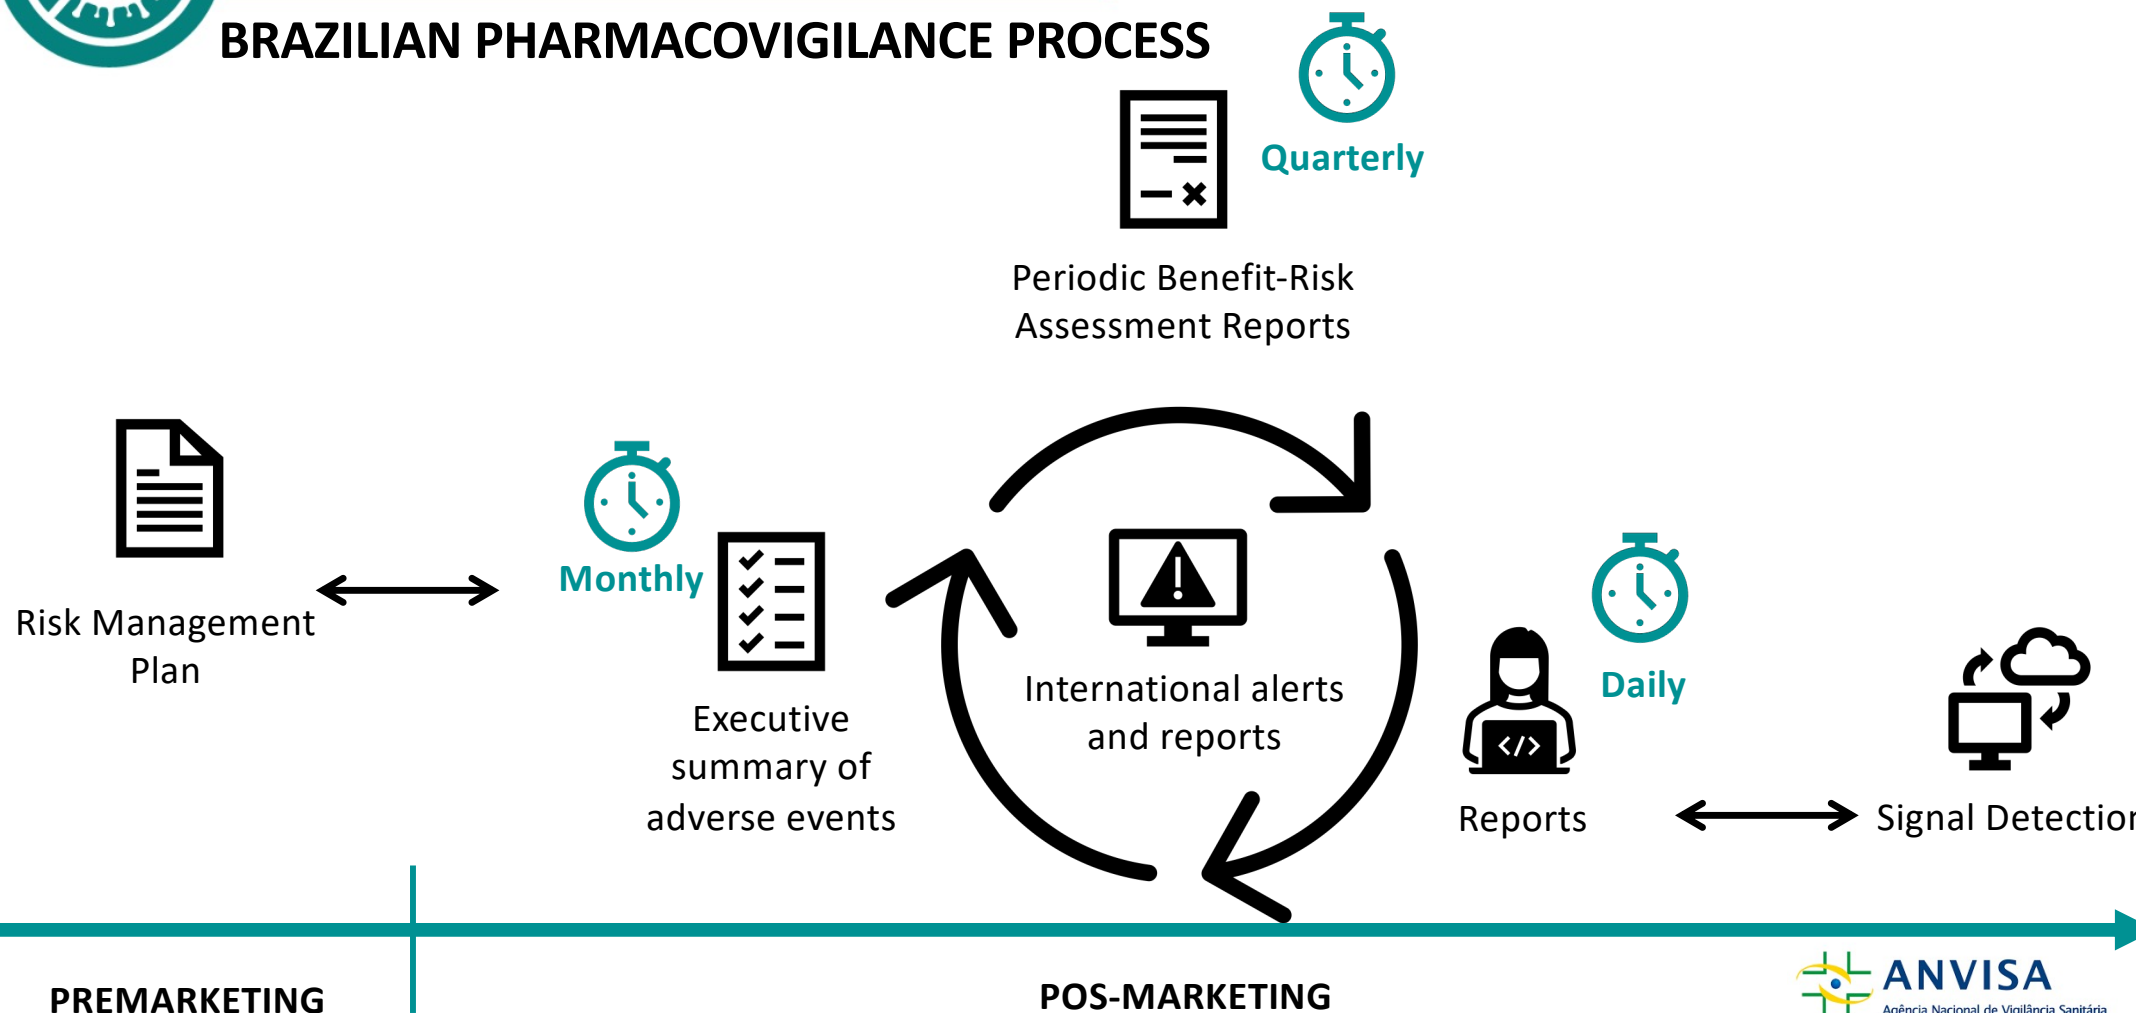 BRAZILIAN PHARMACOVIGILANCE PROCESS
Quarterly
Periodic Benefit-Risk
Assessment Reports
Risk Management
Plan
Monthly
Executive
summary of
adverse events
International alerts
and reports
</>
Daily
Reports
Signal Detection
PREMARKETING
POS-MARKETING
ANVISA
Agência Nacional de Vigilância Sanitária